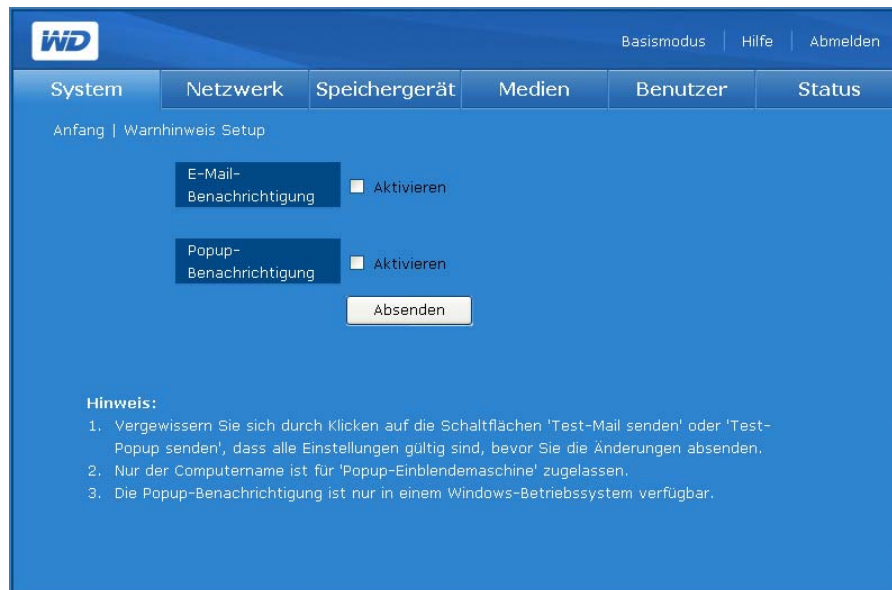 WD
Basismodus | Hilfe | Abmelden
System Netzwerk Speichergerät Medien Benutzer Status
Anfang | Warnhinweis Setup
E-Mail-
Benachrichtigung
Aktivieren
Popup-
Benachrichtigung
Aktivieren
Absenden
Hinweis:
1. Vergewissern Sie sich durch Klicken auf die Schaltflächen 'Test-Mail senden' oder 'Test-
Popup senden', dass alle Einstellungen gültig sind, bevor Sie die Änderungen absenden.
2. Nur der Computername ist für 'Popup-Einblendemaschine' zugelassen.
3. Die Popup-Benachrichtigung ist nur in einem Windows-Betriebssystem verfügbar.